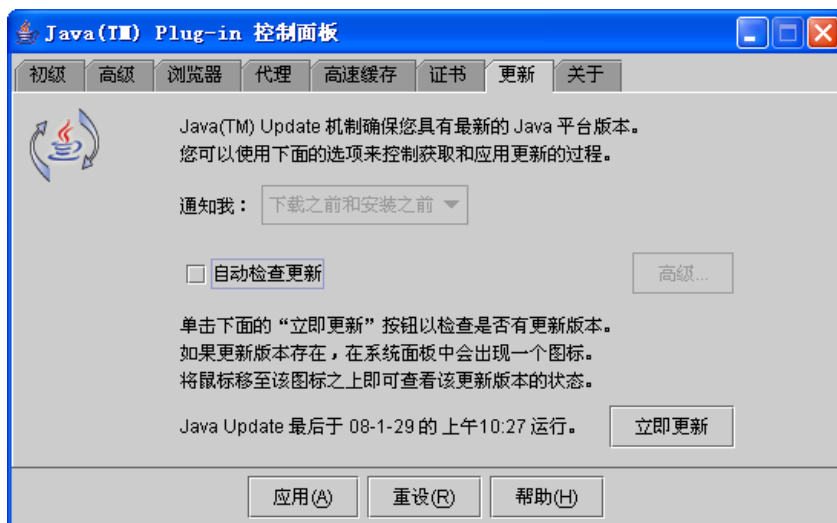 Java(TM) Plug-in 控制面板
初级 高级 浏览器 代理 高速缓存 证书 更新 关于
Java(TM) Update 机制确保您具有最新的 Java 平台版本。
您可以使用下面的选项来控制获取和应用更新的过程。
通知我： 下载之前和安装之前
自动检查更新 高级...
单击下面的“立即更新”按钮以检查是否有更新版本。
如果更新版本存在，在系统面板中会出现一个图标。
将鼠标移至该图标之上即可查看该更新版本的状态。
Java Update 最后于 08-1-29 的 上午10:27 运行。 立即更新
应用(A) 重设(R) 帮助(H)